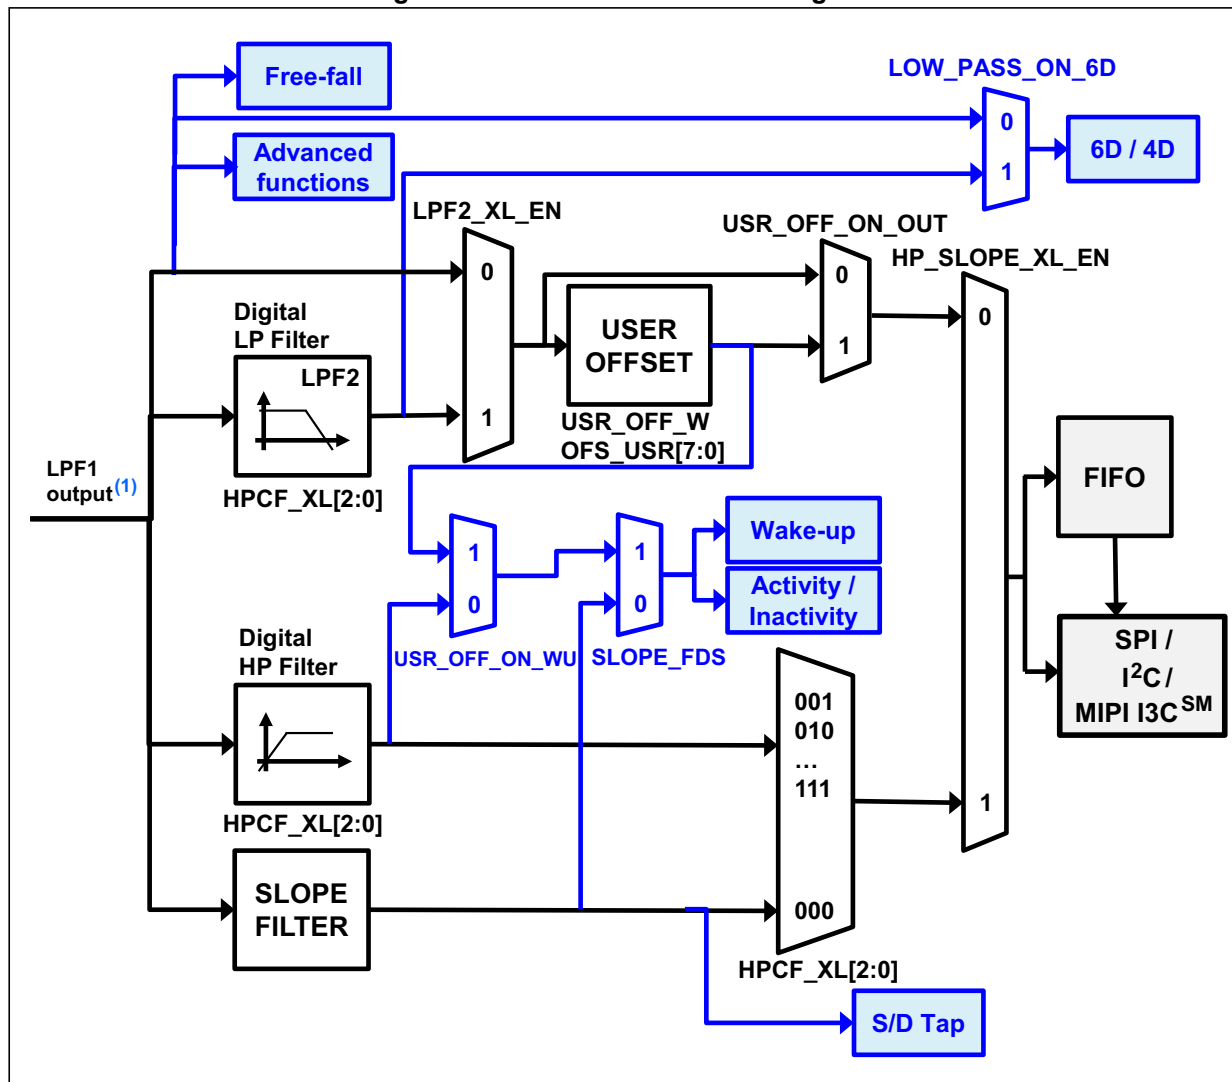 Free-fall
LOW_PASS_ON_6D
0
1
6D / 4D
Advanced
functions
LPF2_XL_EN
0
1
USR_OFF_ON_OUT
0
1
HP_SLOPE_XL_EN
0
1
Digital
LP Filter
LPF2
HPCF_XL[2:0]
USER
OFFSET
USR_OFF_W
OFS_USR[7:0]
LPF1
output(1)
FIFO
1
0
USR_OFF_ON_WU
1
0
SLOPE_FDS
Wake-up
Activity /
Inactivity
SPI /
I²C /
MIPI I3C SM
Digital
HP Filter
HPCF_XL[2:0]
001
010
...
111
000
HPCF_XL[2:0]
SLOPE
FILTER
S/D Tap